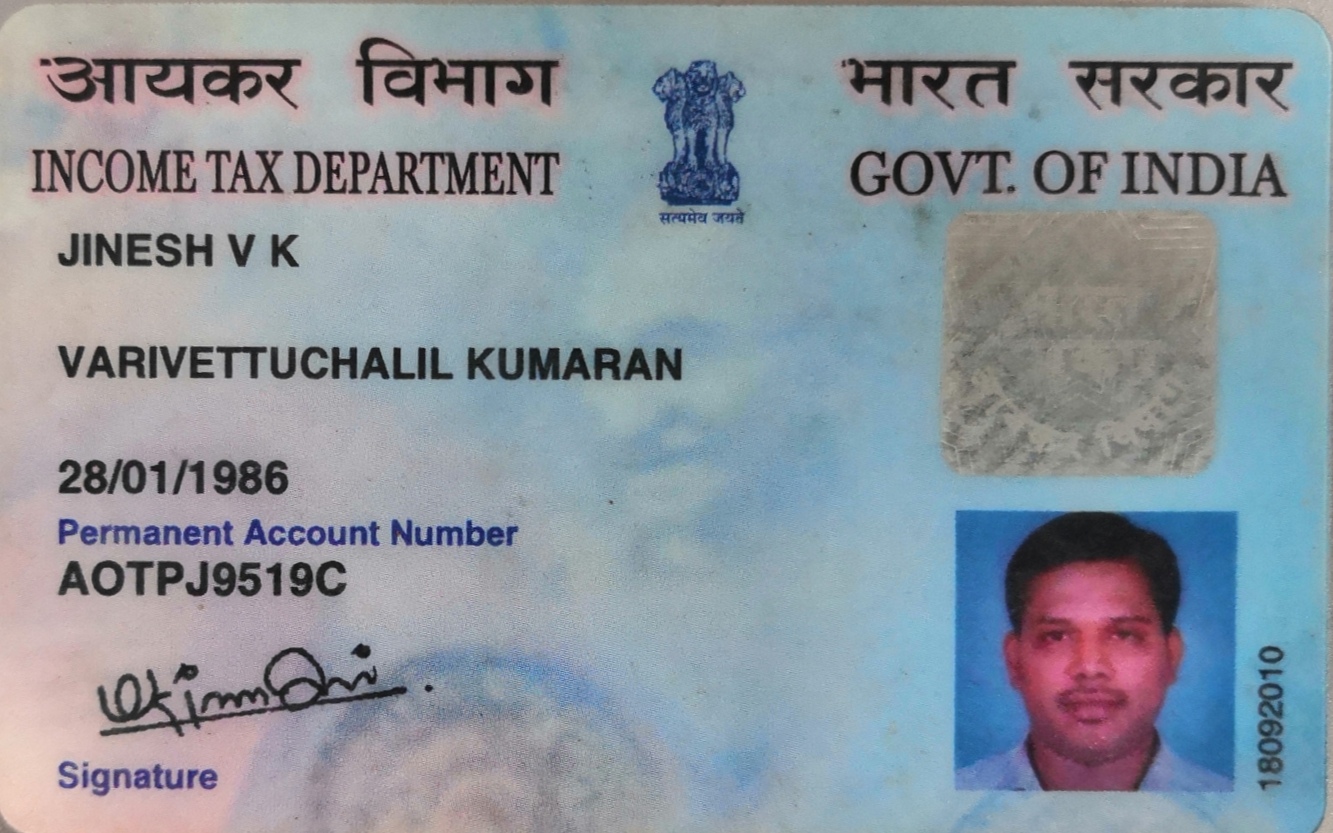 आयकर विभाग
भारत सरकार
INCOME TAX DEPARTMENT
GOVT. OF INDIA
सत्यमेव जयते
JINESH V K
VARIVETTUCHALIL KUMARAN
28/01/1986
Permanent Account Number
AOTPJ9519C
Signature
18092010